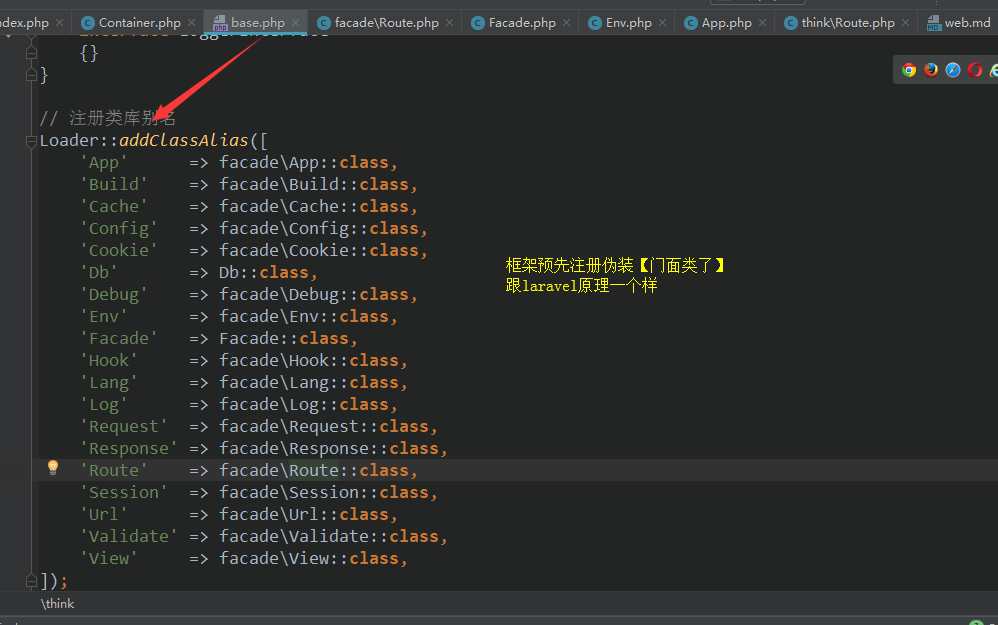 ndex.php Container.php base.php facade\Route.php Facade.php Env.php App.php think\Route.php web.md
{}
}
// 注册类库别名
Loader::addClassAlias([
'App' => facade\App::class,
'Build' => facade\Build::class,
'Cache' => facade\Cache::class,
'Config' => facade\Config::class,
'Cookie' => facade\Cookie::class,
'Db' => Db::class,
'Debug' => facade\Debug::class,
'Env' => facade\Env::class,
'Facade' => Facade::class,
'Hook' => facade\Hook::class,
'Lang' => facade\Lang::class,
'Log' => facade\Log::class,
'Request' => facade\Request::class,
'Response' => facade\Response::class,
'Route' => facade\Route::class,
'Session' => facade\Session::class,
'Url' => facade\Url::class,
'Validate' => facade\Validate::class,
'View' => facade\View::class,
]);
框架预先注册伪装【门面类了】
跟laravel原理一个样
\think